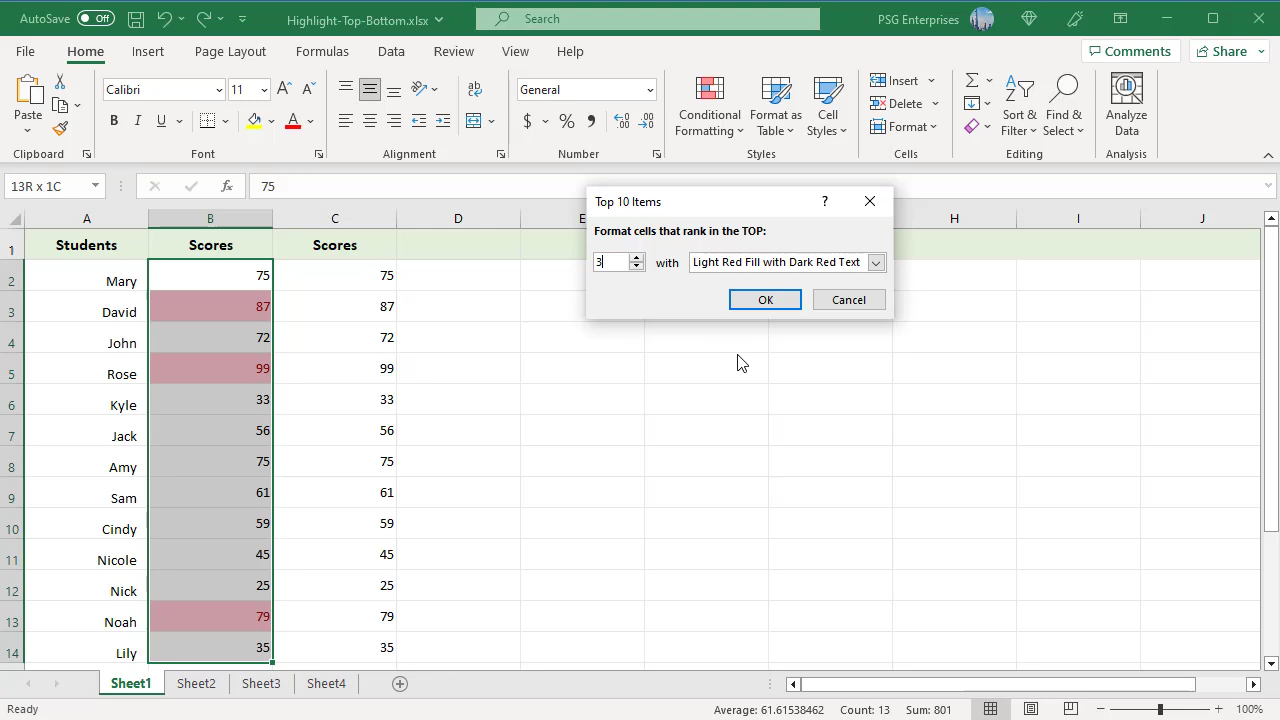 AutoSave Off Highlight-Top-Bottom.xlsx Search PSG Enterprises
File Home Insert Page Layout Formulas Data Review View Help Comments Share
Paste
Clipboard
Calibri 11
B I U A
Font
ab
Alignment
General
$ % 9
Number
Conditional Formatting
Format as Table
Cell Styles
Styles
Insert
Delete
Format
Cells
Sort & Filter
Find & Select
Editing
Analyze Data
Analysis
13R x 1C fx 75
A B C D E H I J
1 Students Scores Scores
2 Mary 75 75
3 David 87 87
4 John 72 72
5 Rose 99 99
6 Kyle 33 33
7 Jack 56 56
8 Amy 75 75
9 Sam 61 61
10 Cindy 59 59
11 Nicole 45 45
12 Nick 25 25
13 Noah 79 79
14 Lily 35 35
Top 10 Items ?
Format cells that rank in the TOP:
3 with Light Red Fill with Dark Red Text
OK Cancel
Sheet1 Sheet2 Sheet3 Sheet4
Ready Average: 61.61538462 Count: 13 Sum: 801 100%